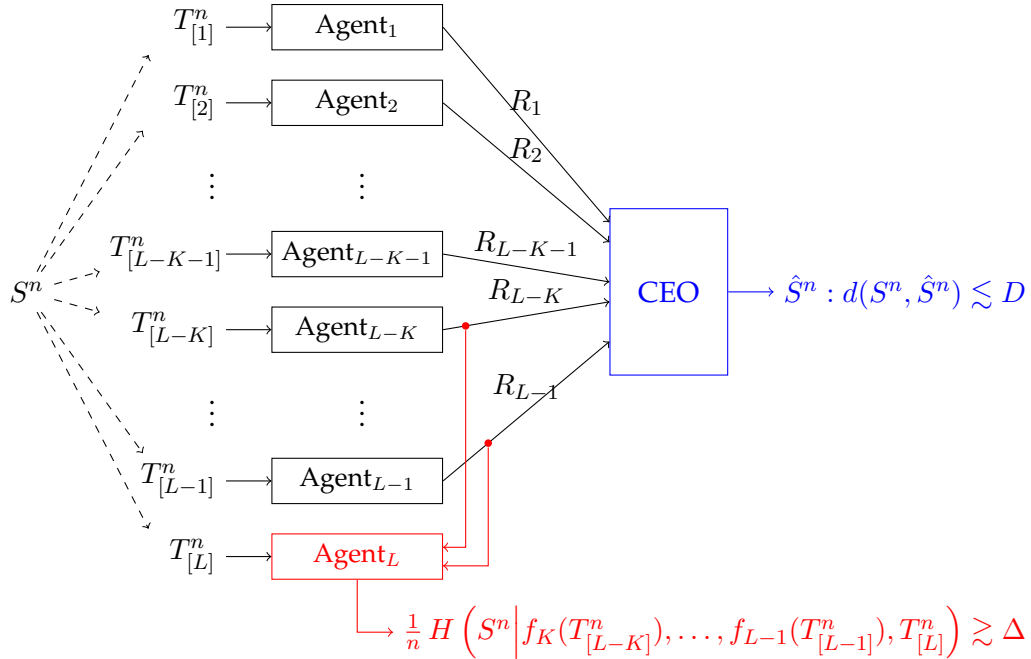 T^n_{[1]} Agent_1
T^n_{[2]} Agent_2
R_1
R_2
⋮ ⋮
T^n_{[L−K−1]} Agent_{L−K−1} R_{L−K−1}
S^n CEO Ŝ^n : d(S^n, Ŝ^n) ≲ D
R_{L−K}
T^n_{[L−K]} Agent_{L−K}
R_{L−1}
⋮ ⋮
T^n_{[L−1]} Agent_{L−1}
T^n_{[L]} Agent_L
1/n H (S^n | f_K(T^n_{[L−K]}), …, f_{L−1}(T^n_{[L−1]}), T^n_{[L]}) ≳ Δ